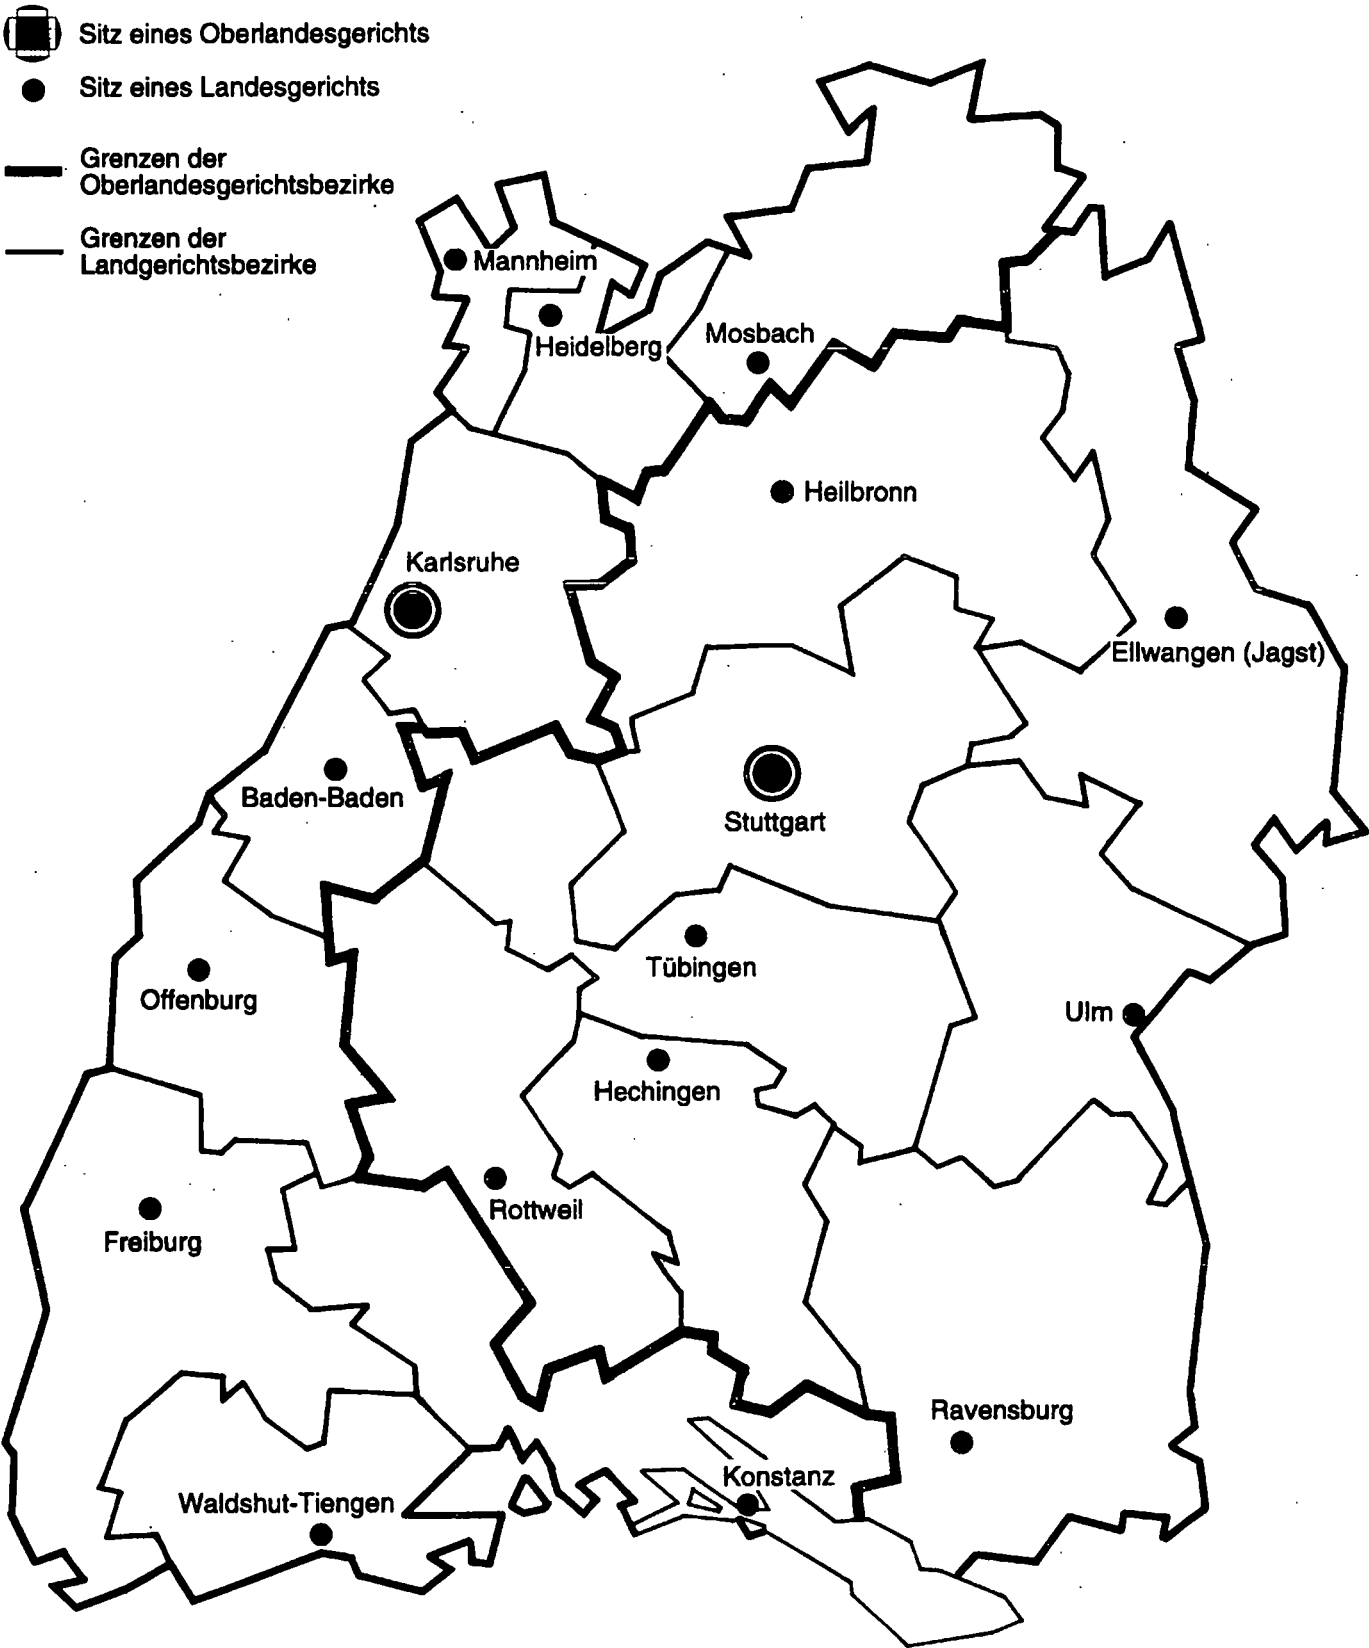 Sitz eines Oberlandesgerichts
Sitz eines Landesgerichts
Grenzen der
Oberlandesgerichtsbezirke
Grenzen der
Landgerichtsbezirke
Mannheim
Heidelberg
Mosbach
Heilbronn
Karlsruhe
Ellwangen (Jagst)
Baden-Baden
Stuttgart
Tübingen
Offenburg
Ulm
Hechingen
Rottweil
Freiburg
Ravensburg
Konstanz
Waldshut-Tiengen